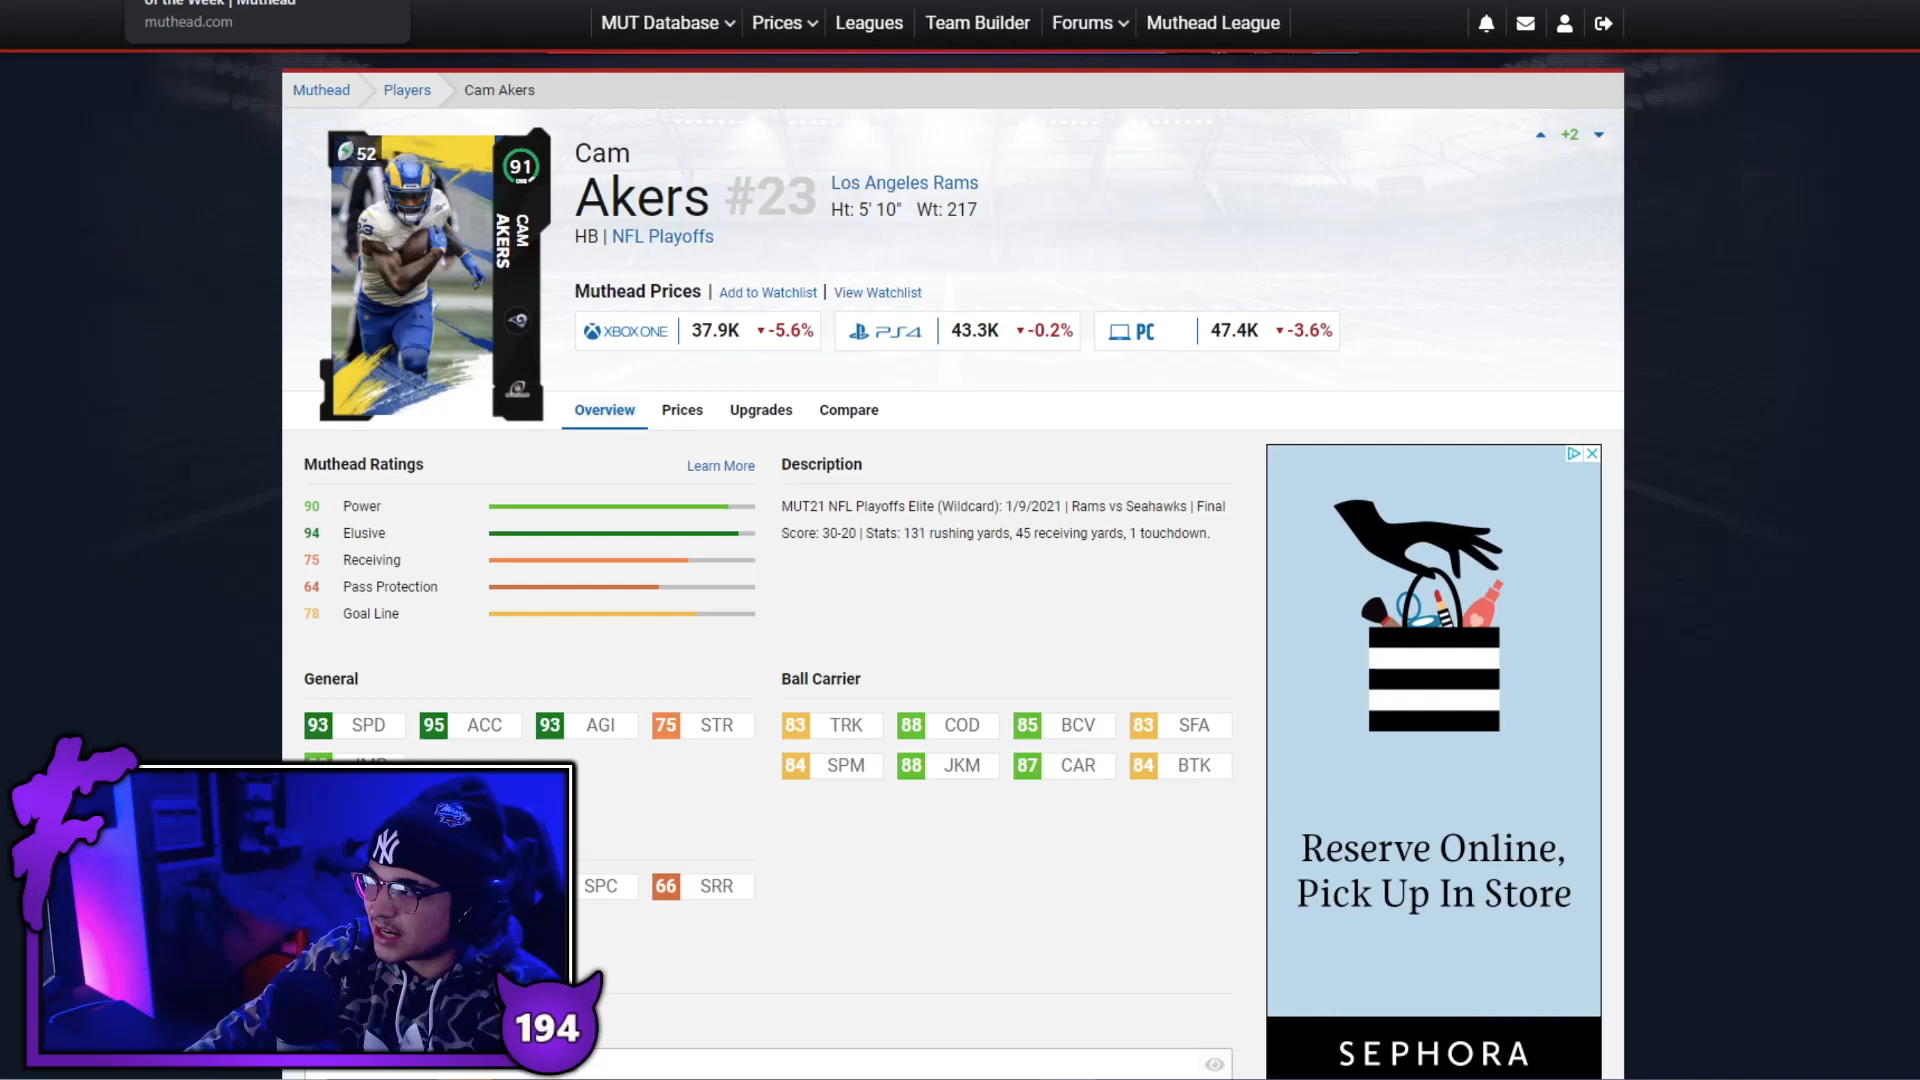 of the Week | Muthead
muthead.com
MUT Database
Prices
Leagues
Team Builder
Forums
Muthead League
Muthead
Players
Cam Akers
52
91
OVR
CAM
AKERS
Cam
Akers #23
Los Angeles Rams
Ht: 5' 10" Wt: 217
HB | NFL Playoffs
+2
Muthead Prices | Add to Watchlist | View Watchlist
XBOX ONE 37.9K ▼-5.6%
PS4 43.3K ▼-0.2%
PC 47.4K ▼-3.6%
Overview
Prices
Upgrades
Compare
Muthead Ratings
Learn More
90 Power
94 Elusive
75 Receiving
64 Pass Protection
78 Goal Line
Description
MUT21 NFL Playoffs Elite (Wildcard): 1/9/2021 | Rams vs Seahawks | Final
Score: 30-20 | Stats: 131 rushing yards, 45 receiving yards, 1 touchdown.
General
93 SPD 95 ACC 93 AGI 75 STR
SPC 66 SRR
Ball Carrier
83 TRK 88 COD 85 BCV 83 SFA
84 SPM 88 JKM 87 CAR 84 BTK
Reserve Online,
Pick Up In Store
SEPHORA
NY
194